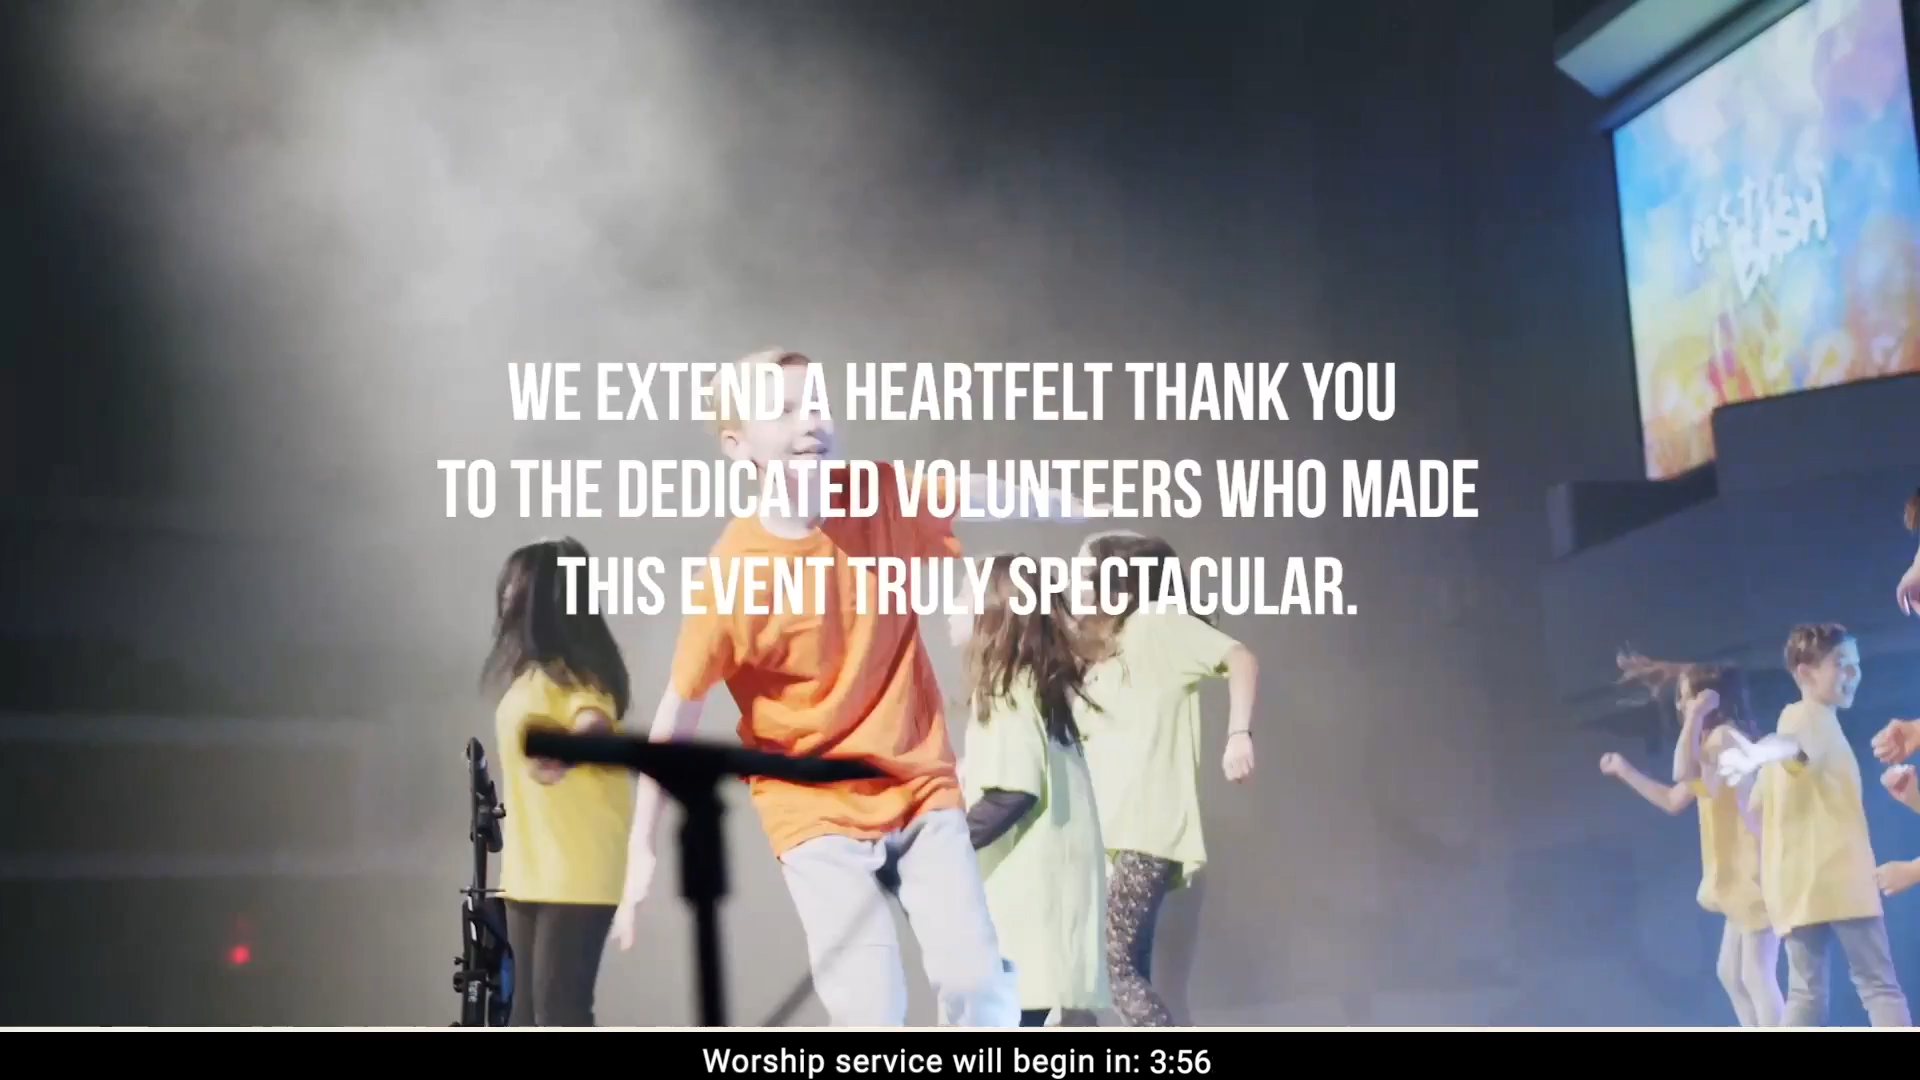 WE EXTEND A HEARTFELT THANK YOU
TO THE DEDICATED VOLUNTEERS WHO MADE
THIS EVENT TRULY SPECTACULAR.
BASH
Worship service will begin in: 3:56